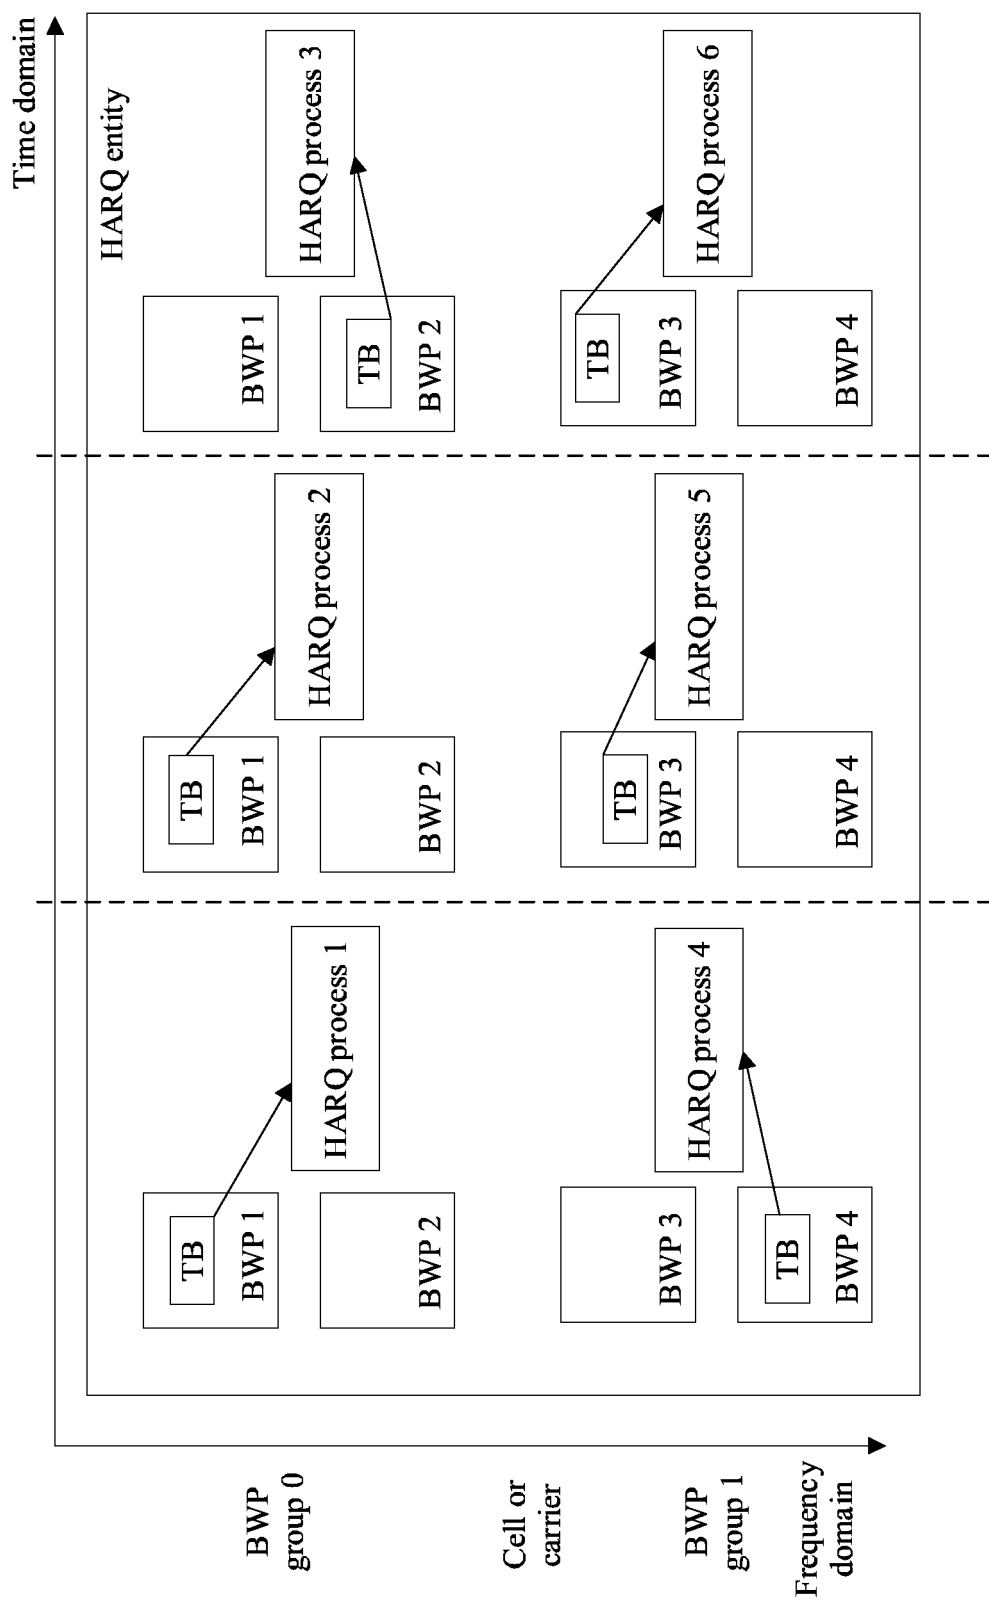 Time domain
HARQ entity
BWP
group 0
TB
BWP 1
HARQ process 1
BWP 2
TB
BWP 1
HARQ process 2
BWP 2
BWP 1
TB
BWP 2
HARQ process 3
Cell or
carrier
BWP
group 1
BWP 3
HARQ process 4
TB
BWP 4
TB
BWP 3
HARQ process 5
BWP 4
TB
BWP 3
HARQ process 6
BWP 4
Frequency
domain